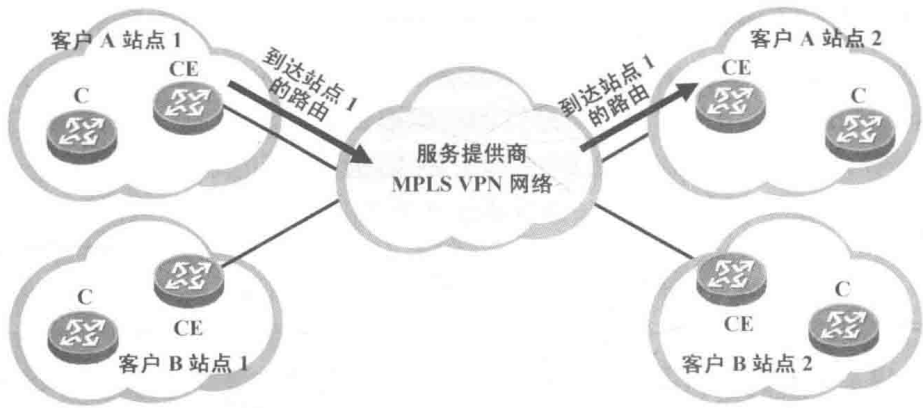 客户 A 站点 1
CE
C
到达站点 1
的路由
服务提供商
MPLS VPN 网络
到达站点 1
的路由
客户 A 站点 2
CE
C
C
CE
客户 B 站点 1
CE
C
客户 B 站点 2